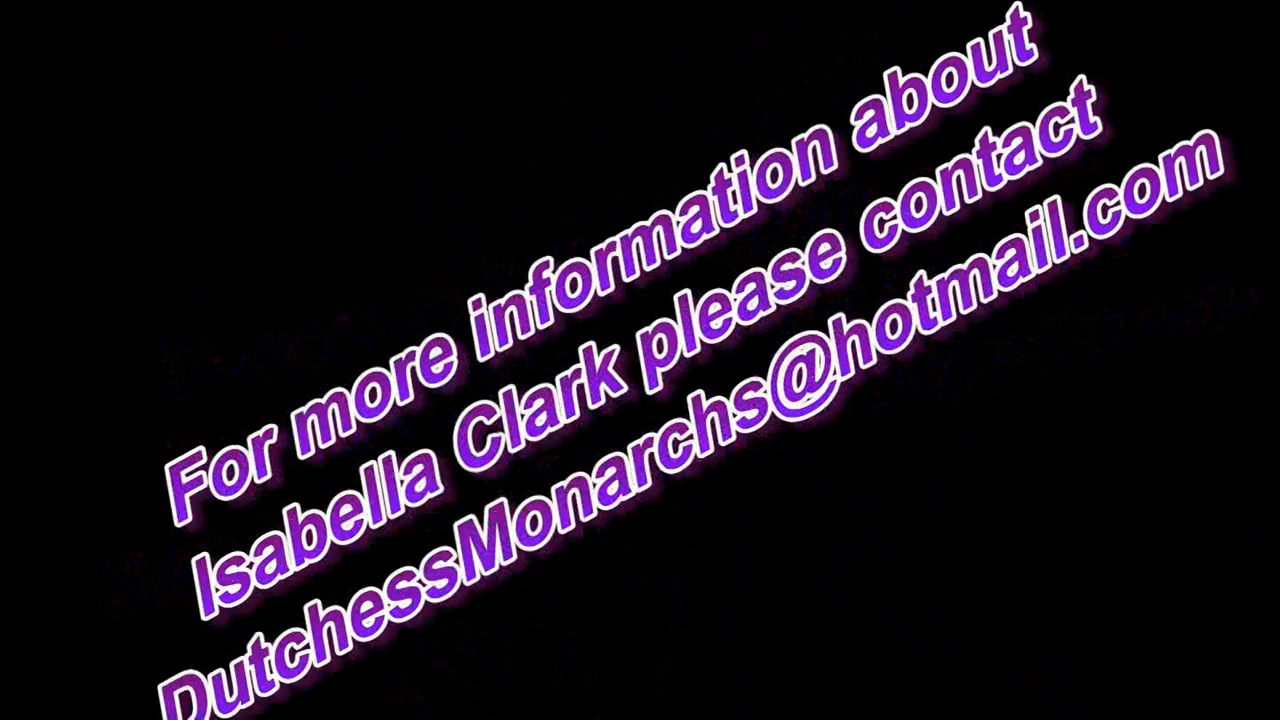 For more information about
Isabella Clark please contact
DutchessMonarchs@hotmail.com